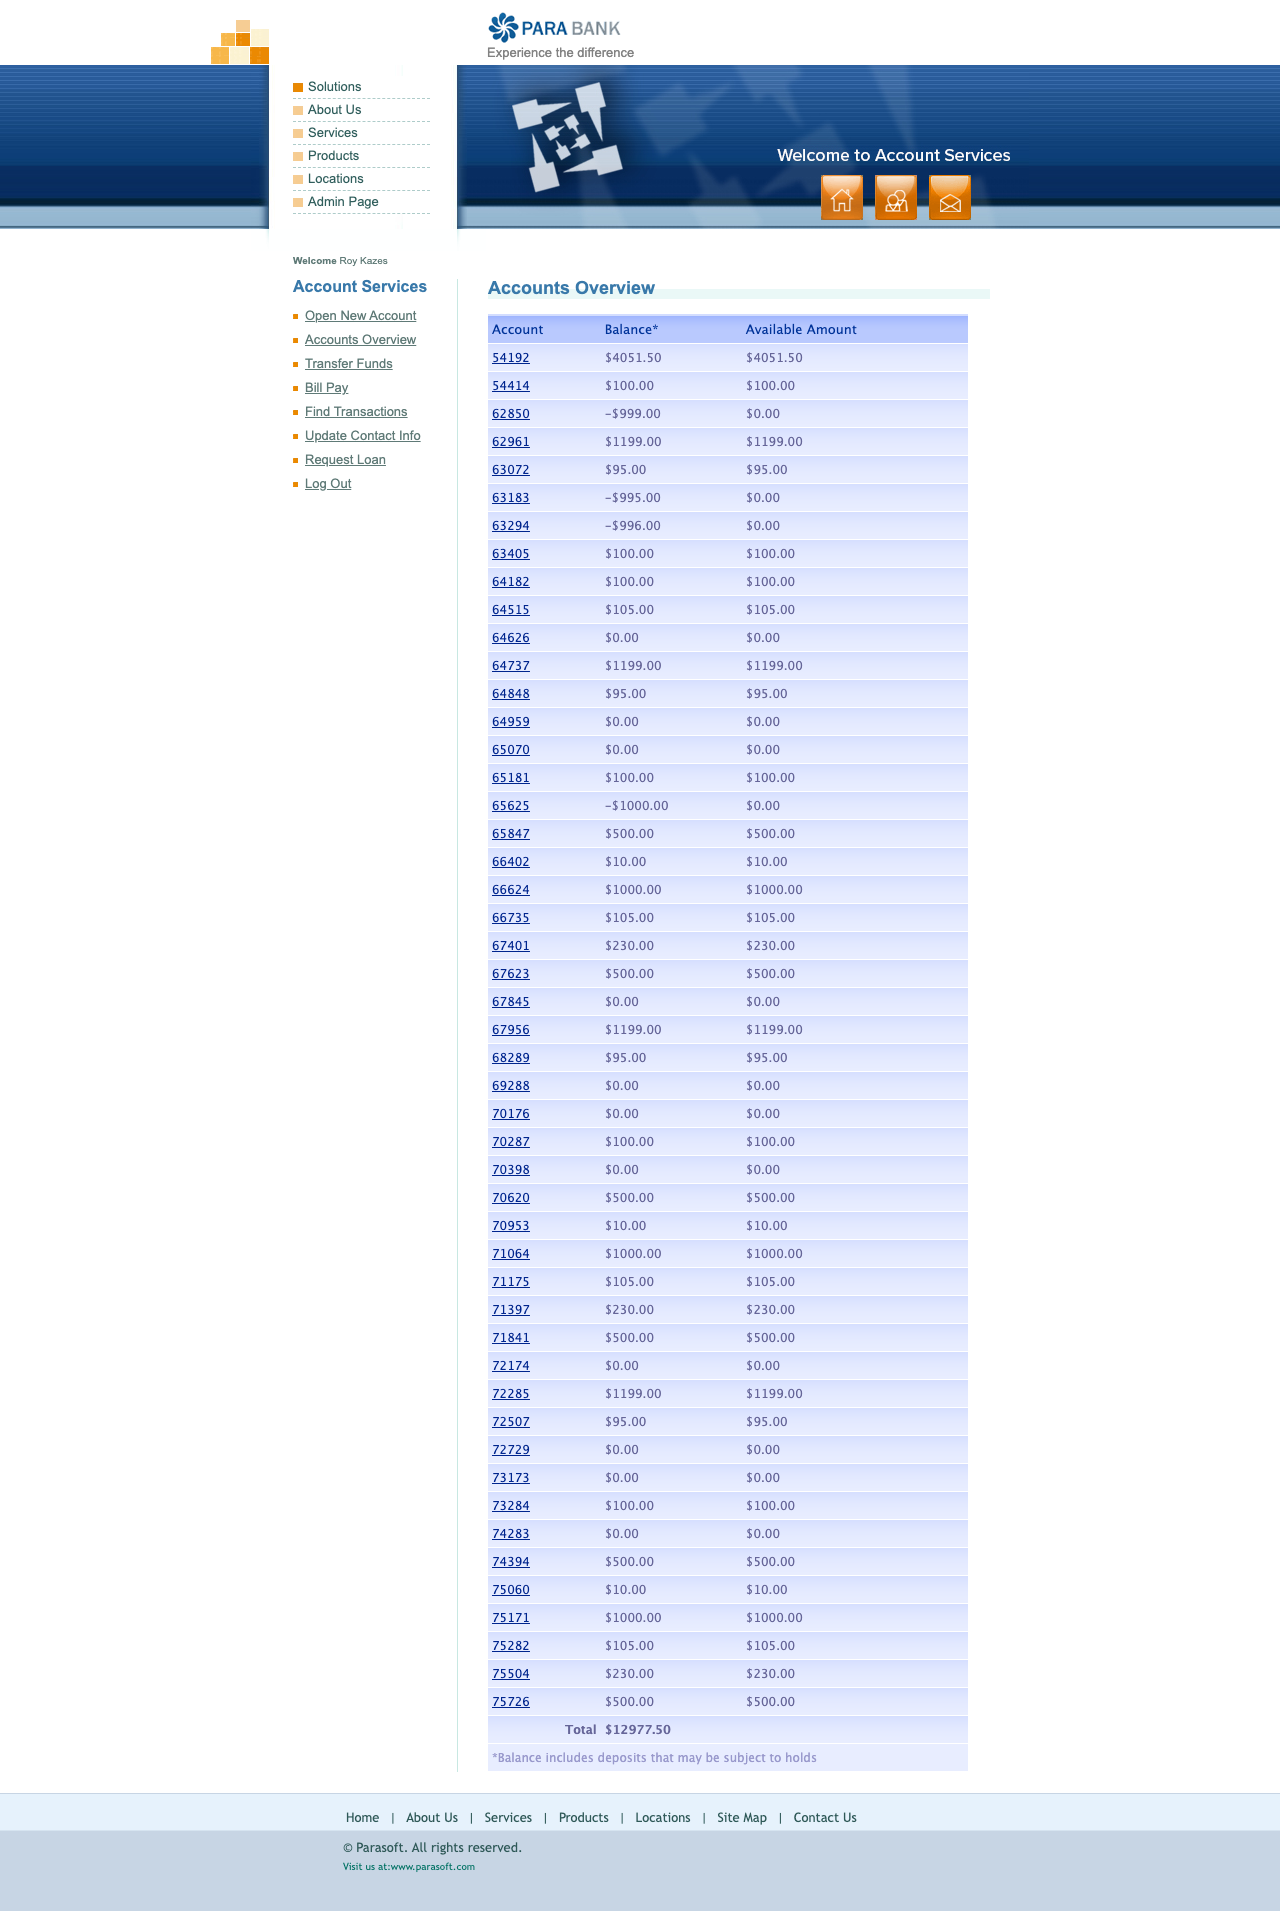 PARA BANK
Experience the difference
Solutions
About Us
Services
Products
Locations
Admin Page
Welcome to Account Services
Welcome Roy Kazes
Account Services
Open New Account
Accounts Overview
Transfer Funds
Bill Pay
Find Transactions
Update Contact Info
Request Loan
Log Out
Accounts Overview
Account Balance* Available Amount
54192 $4051.50 $4051.50
54414 $100.00 $100.00
62850 -$999.00 $0.00
62961 $1199.00 $1199.00
63072 $95.00 $95.00
63183 -$995.00 $0.00
63294 -$996.00 $0.00
63405 $100.00 $100.00
64182 $100.00 $100.00
64515 $105.00 $105.00
64626 $0.00 $0.00
64737 $1199.00 $1199.00
64848 $95.00 $95.00
64959 $0.00 $0.00
65070 $0.00 $0.00
65181 $100.00 $100.00
65625 -$1000.00 $0.00
65847 $500.00 $500.00
66402 $10.00 $10.00
66624 $1000.00 $1000.00
66735 $105.00 $105.00
67401 $230.00 $230.00
67623 $500.00 $500.00
67845 $0.00 $0.00
67956 $1199.00 $1199.00
68289 $95.00 $95.00
69288 $0.00 $0.00
70176 $0.00 $0.00
70287 $100.00 $100.00
70398 $0.00 $0.00
70620 $500.00 $500.00
70953 $10.00 $10.00
71064 $1000.00 $1000.00
71175 $105.00 $105.00
71397 $230.00 $230.00
71841 $500.00 $500.00
72174 $0.00 $0.00
72285 $1199.00 $1199.00
72507 $95.00 $95.00
72729 $0.00 $0.00
73173 $0.00 $0.00
73284 $100.00 $100.00
74283 $0.00 $0.00
74394 $500.00 $500.00
75060 $10.00 $10.00
75171 $1000.00 $1000.00
75282 $105.00 $105.00
75504 $230.00 $230.00
75726 $500.00 $500.00
Total $12977.50
*Balance includes deposits that may be subject to holds
Home | About Us | Services | Products | Locations | Site Map | Contact Us
© Parasoft. All rights reserved.
Visit us at:www.parasoft.com